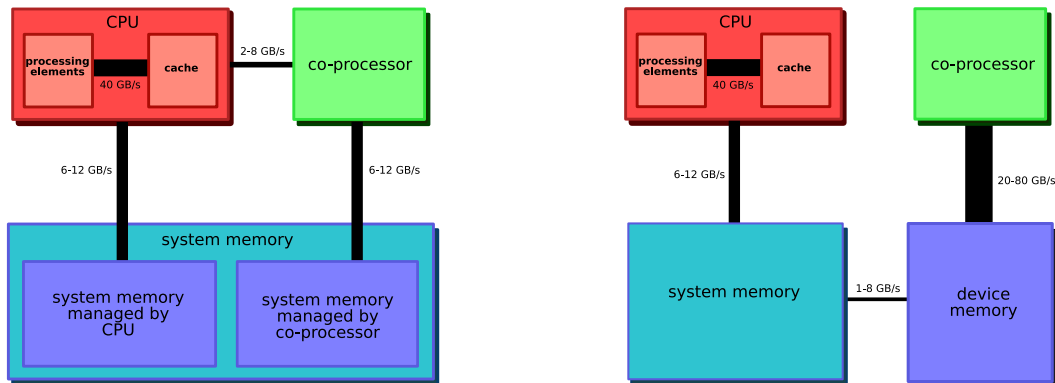 CPU
processing
elements
cache
40 GB/s
2-8 GB/s
co-processor
6-12 GB/s
6-12 GB/s
system memory
system memory
managed by
CPU
system memory
managed by
co-processor
CPU
processing
elements
cache
40 GB/s
co-processor
6-12 GB/s
20-80 GB/s
system memory
1-8 GB/s
device
memory